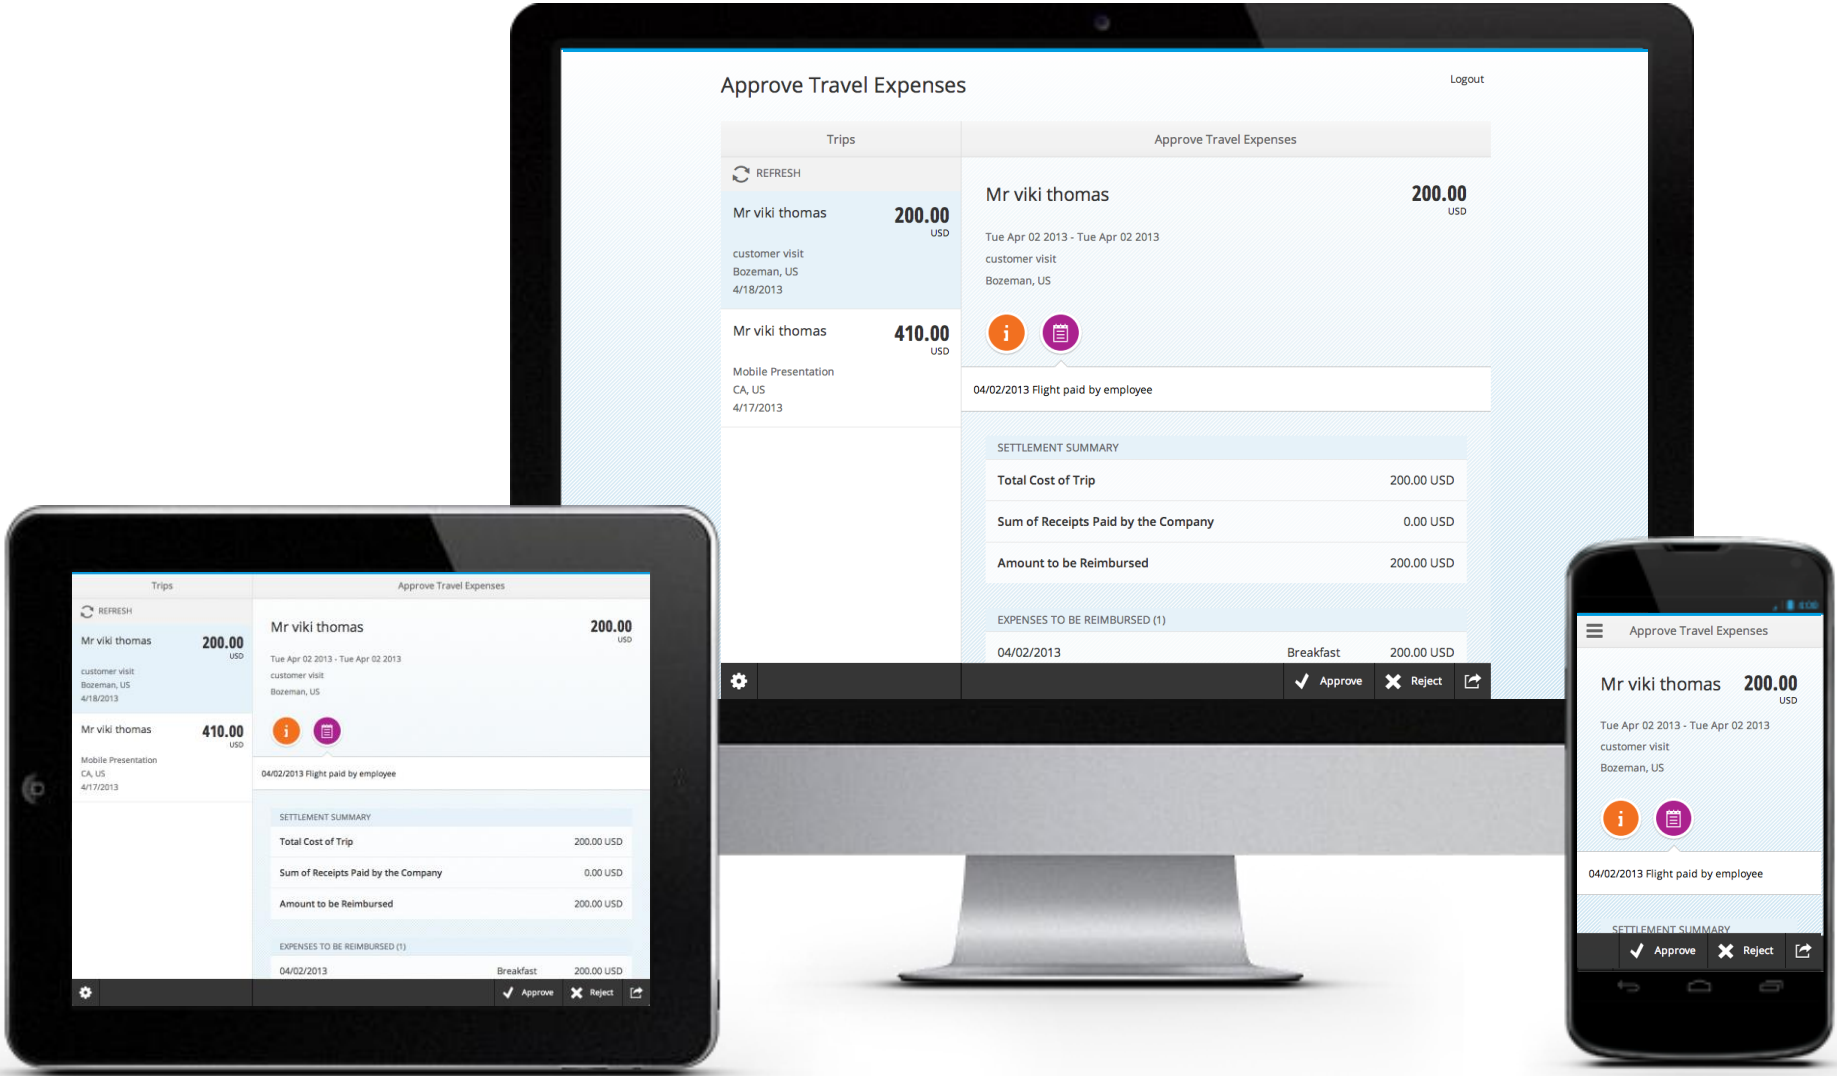 Approve Travel Expenses
Logout
Trips
Approve Travel Expenses
REFRESH
Mr viki thomas 200.00
USD
customer visit
Bozeman, US
4/18/2013
Mr viki thomas 410.00
USD
Mobile Presentation
CA, US
4/17/2013
Mr viki thomas 200.00
USD
Tue Apr 02 2013 - Tue Apr 02 2013
customer visit
Bozeman, US
i
04/02/2013 Flight paid by employee
SETTLEMENT SUMMARY
Total Cost of Trip 200.00 USD
Sum of Receipts Paid by the Company 0.00 USD
Amount to be Reimbursed 200.00 USD
EXPENSES TO BE REIMBURSED (1)
04/02/2013 Breakfast 200.00 USD
Approve Reject
Trips
Approve Travel Expenses
REFRESH
Mr viki thomas 200.00
USD
customer visit
Bozeman, US
4/18/2013
Mr viki thomas 410.00
USD
Mobile Presentation
CA, US
4/17/2013
Mr viki thomas 200.00
USD
Tue Apr 02 2013 - Tue Apr 02 2013
customer visit
Bozeman, US
i
04/02/2013 Flight paid by employee
SETTLEMENT SUMMARY
Total Cost of Trip 200.00 USD
Sum of Receipts Paid by the Company 0.00 USD
Amount to be Reimbursed 200.00 USD
EXPENSES TO BE REIMBURSED (1)
04/02/2013 Breakfast 200.00 USD
Approve Reject
Approve Travel Expenses
Mr viki thomas 200.00
USD
Tue Apr 02 2013 - Tue Apr 02 2013
customer visit
Bozeman, US
i
04/02/2013 Flight paid by employee
SETTLEMENT SUMMARY
Approve Reject